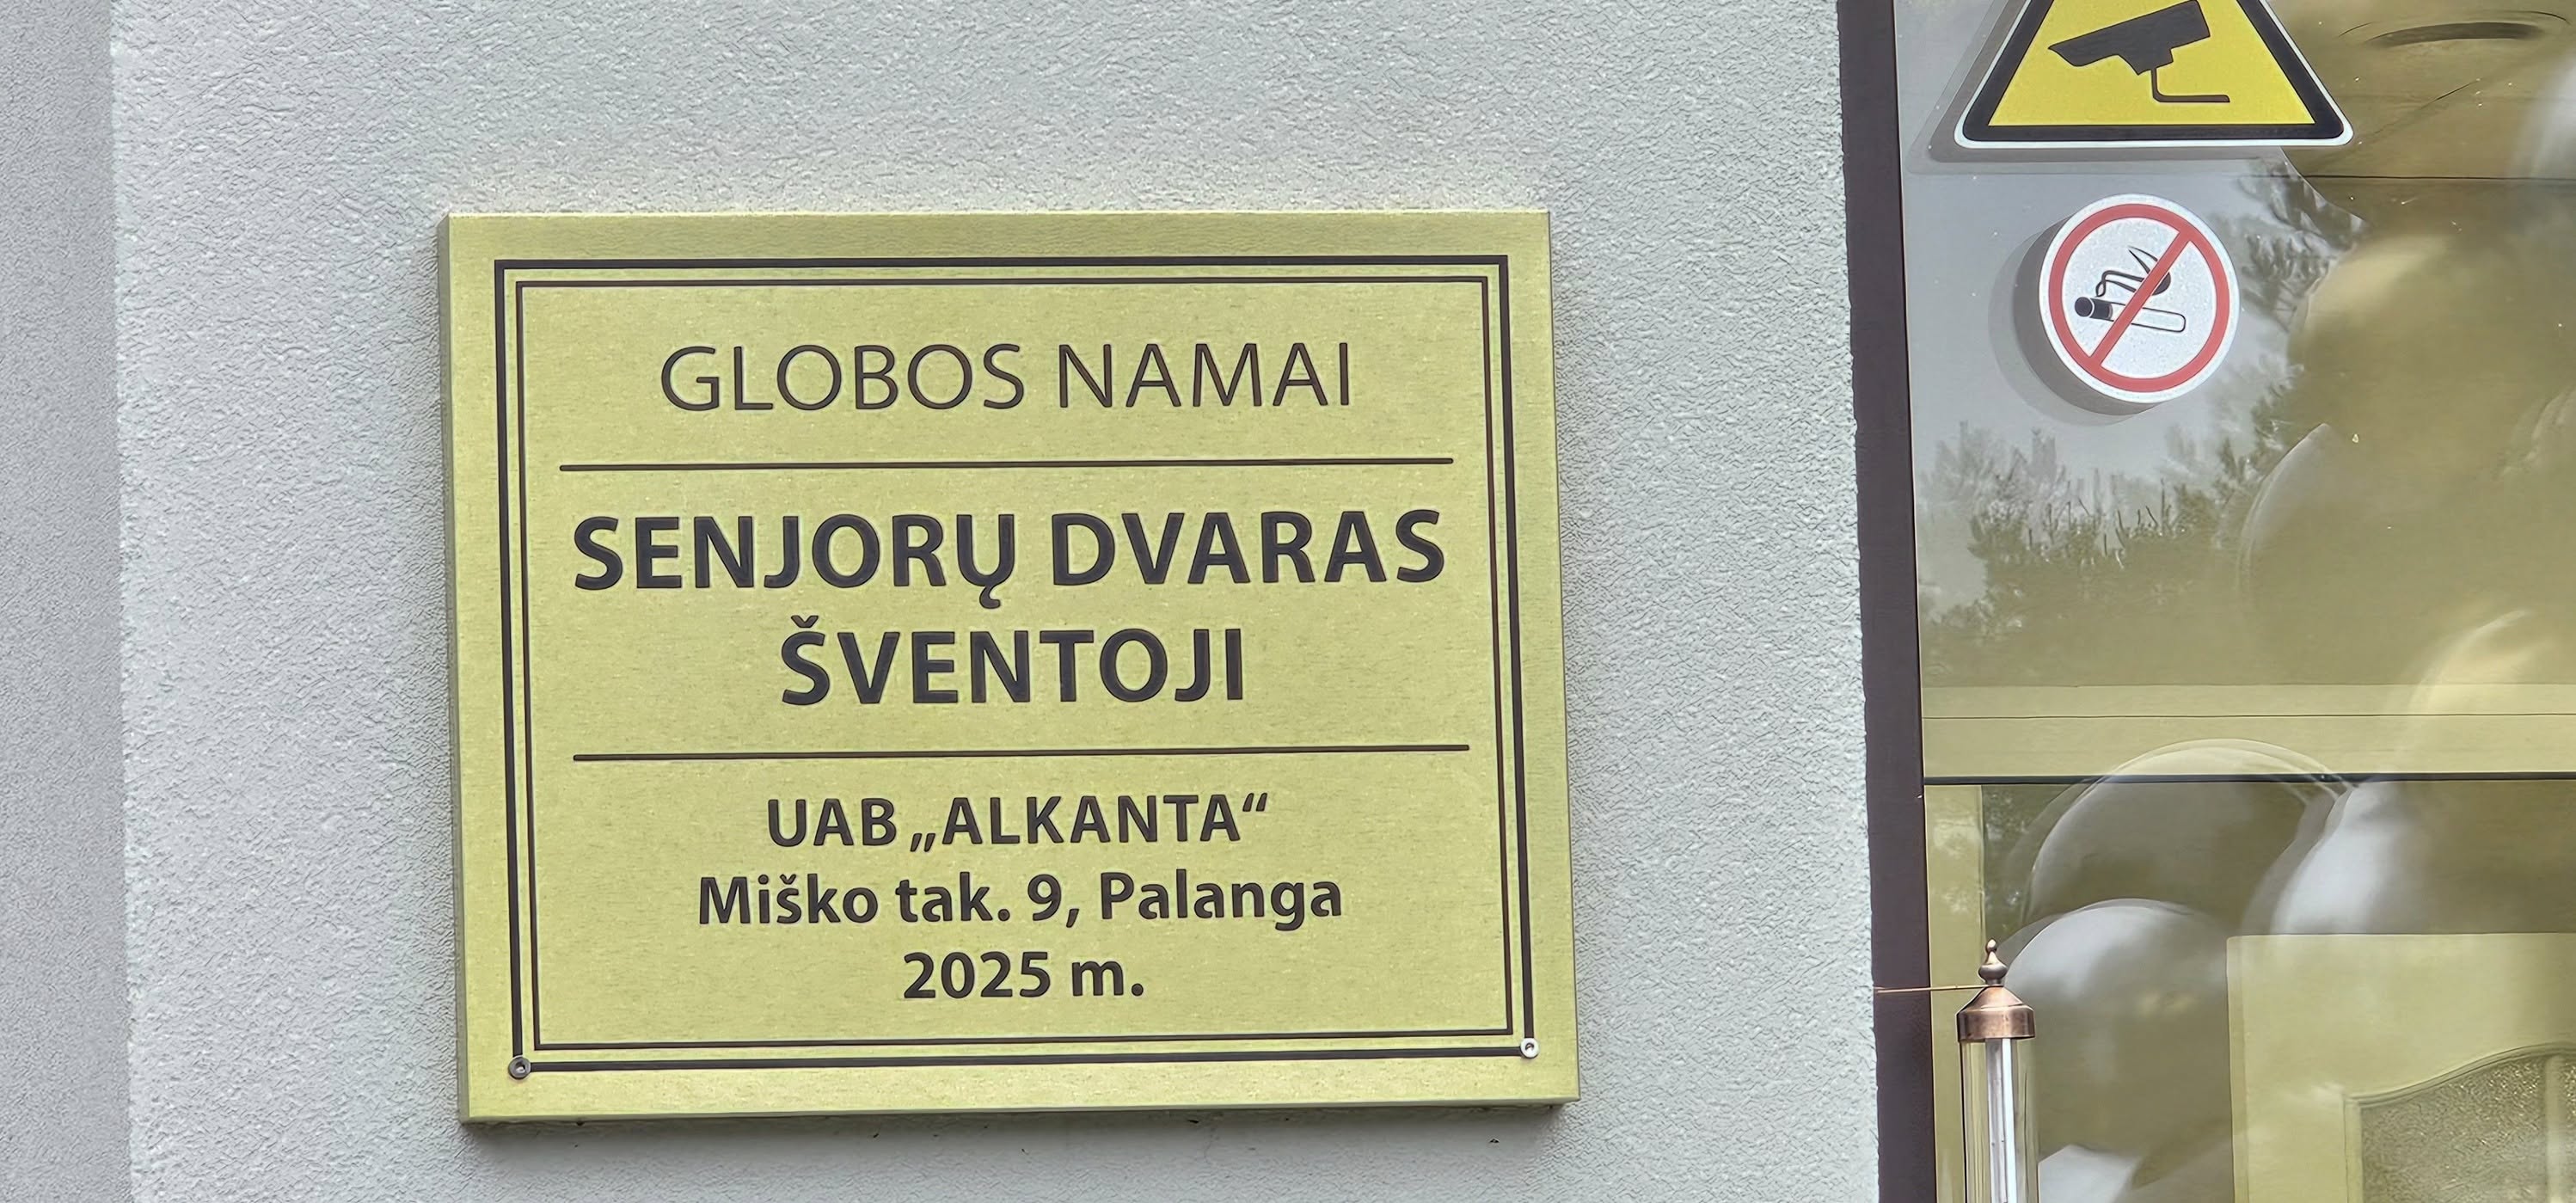 GLOBOS NAMAI
SENJORŲ DVARAS
ŠVENTOJI
UAB „ALKANTA“
Miško tak. 9, Palanga
2025 m.